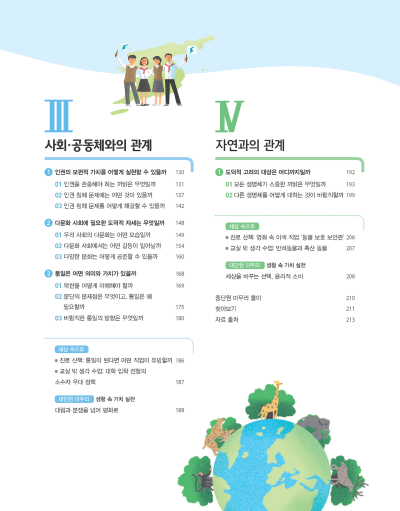 Ⅲ
사회·공동체와의 관계
1 인권의 보편적 가치를 어떻게 실현할 수 있을까 130
01 인권을 존중해야 하는 까닭은 무엇일까 131
02 인권 침해 문제에는 어떤 것이 있을까 137
03 인권 침해 문제를 어떻게 해결할 수 있을까 142
2 다문화 사회에 필요한 도덕적 자세는 무엇일까 148
01 우리 사회의 다문화는 어떤 모습일까 149
02 다문화 사회에서는 어떤 갈등이 일어날까 154
03 다양한 문화는 어떻게 공존할 수 있을까 160
3 통일은 어떤 의미와 가치가 있을까 168
01 북한을 어떻게 이해해야 할까 169
02 분단의 문제점은 무엇이고, 통일은 왜
필요할까 175
03 바람직한 통일의 방향은 무엇일까 180
세상 속으로
진로 산책: 통일이 된다면 어떤 직업이 유망할까 186
교실 밖 생각 수업: 대학 입학 전형의
소수자 우대 정책 187
대단원 마무리 생활 속 가치 실천
대립과 분쟁을 넘어 평화로 188
Ⅳ
자연과의 관계
1 도덕적 고려의 대상은 어디까지일까 192
01 모든 생명체가 소중한 까닭은 무엇일까 193
02 다른 생명체를 어떻게 대하는 것이 바람직할까 199
세상 속으로
진로 산책: 영화 속 이색 직업 '동물 보호 보안관' 206
교실 밖 생각 수업: 반려동물과 축산 동물 207
대단원 마무리 생활 속 가치 실천
세상을 바꾸는 선택, 윤리적 소비 208
중단원 마무리 풀이 210
찾아보기 211
자료 출처 213